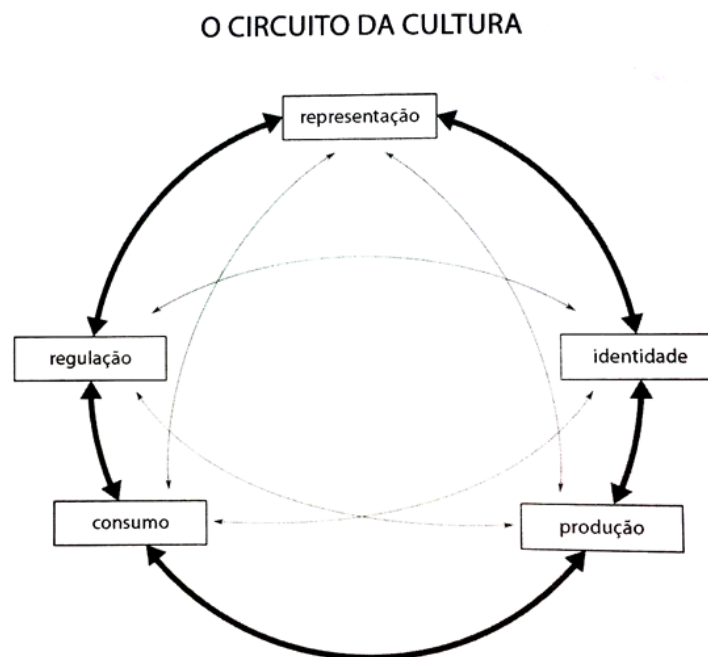 O CIRCUITO DA CULTURA
representação
regulação
identidade
consumo
produção